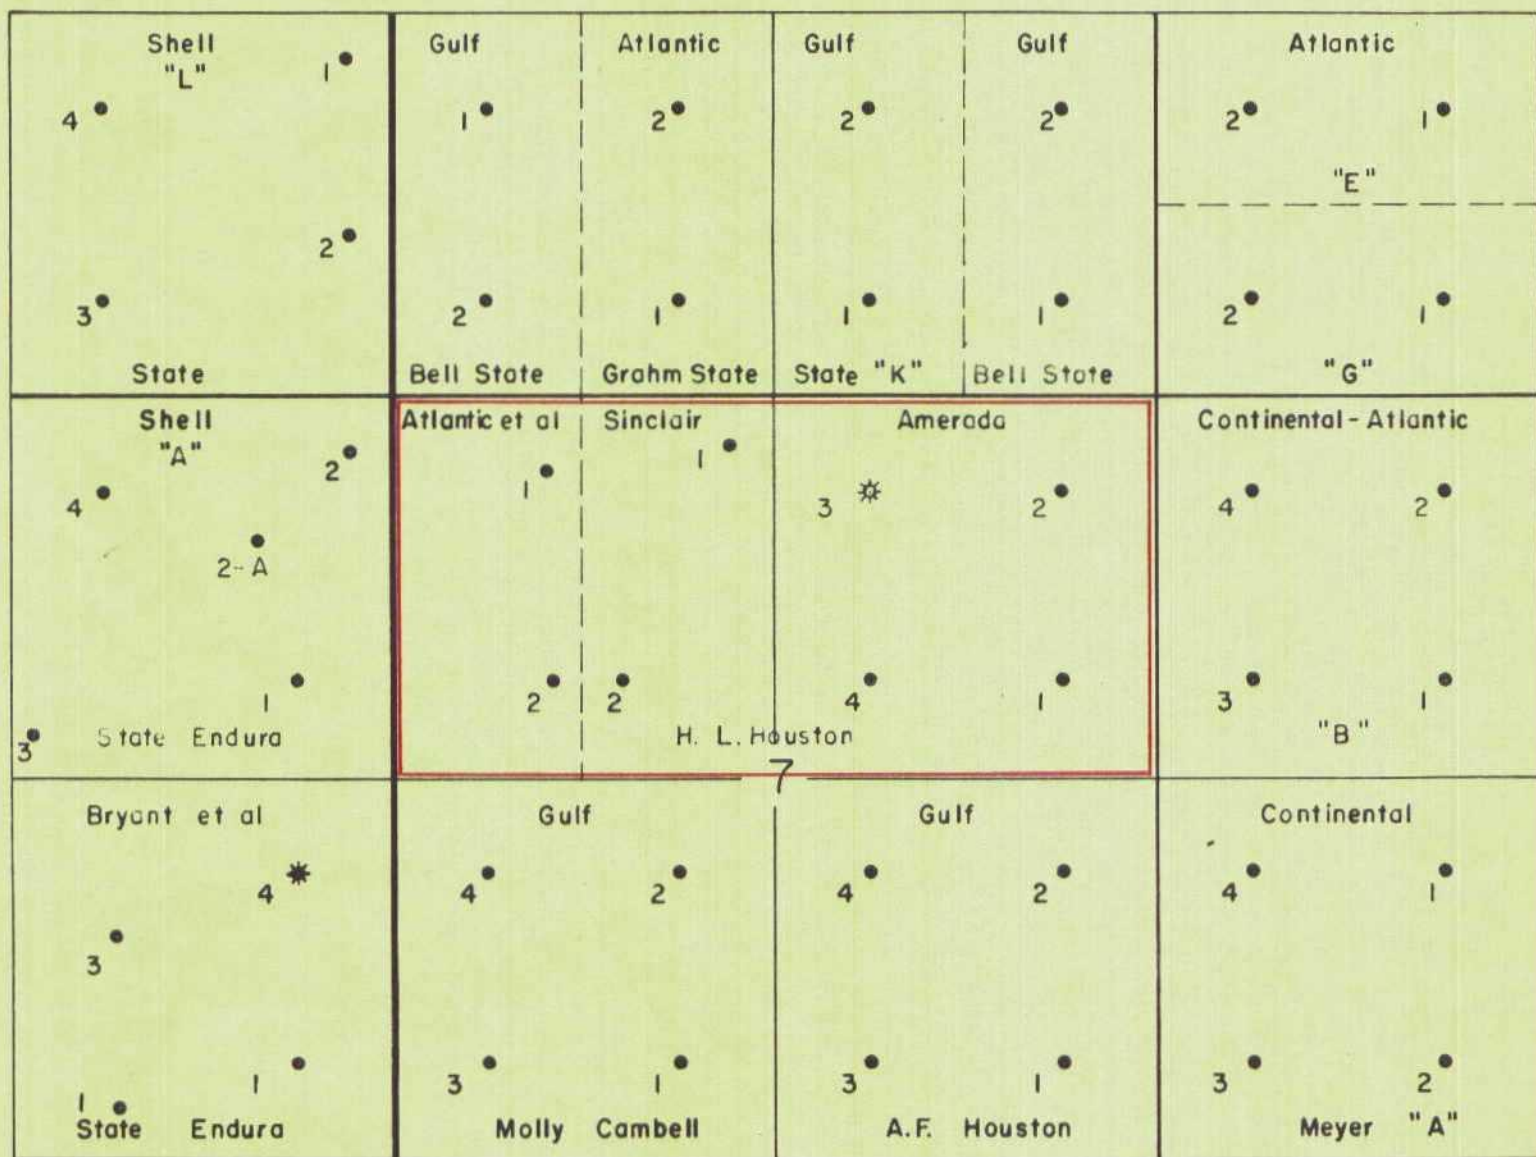 Shell
"L"
1
4
2
3
State
Gulf
1
2
Bell State
Atlantic
2
1
Grahm State
Gulf
2
1
State "K"
Gulf
2
1
Bell State
Atlantic
2
1
"E"
2
1
"G"
Shell
"A"
2
4
2-A
1
3
State Endura
Atlantic et al
1
2
Sinclair
1
2
Amerada
3
2
4
1
H. L. Houston
7
Continental-Atlantic
4
2
3
1
"B"
Bryant et al
4
3
1
1
State Endura
Gulf
4
2
3
1
Molly Cambell
Gulf
4
2
3
1
A.F. Houston
Continental
4
1
3
2
Meyer "A"